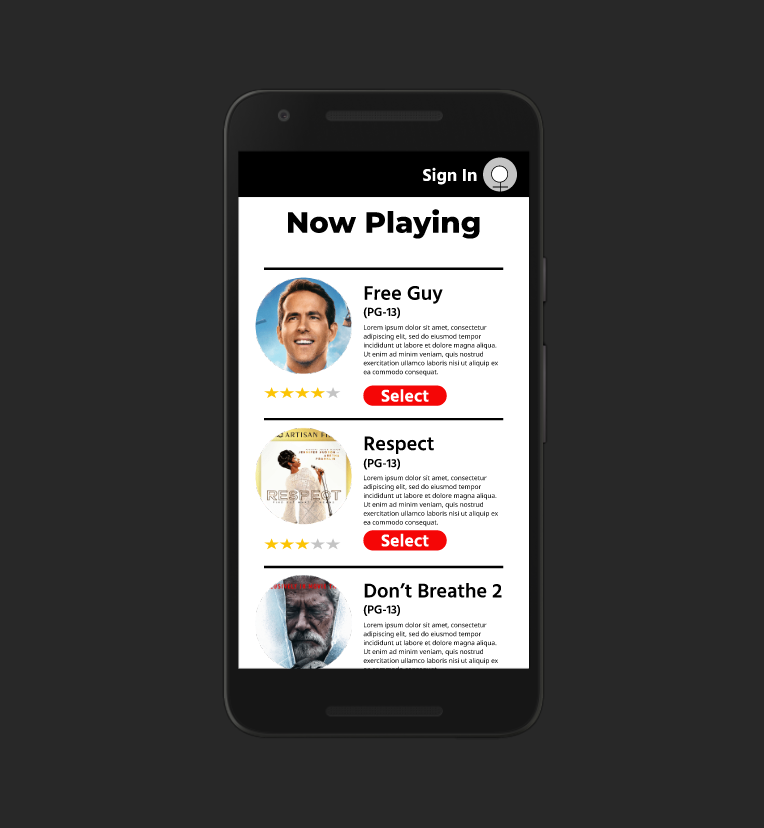 Sign In
Now Playing
Free Guy
(PG-13)
Lorem ipsum dolor sit amet, consectetur
adipiscing elit, sed do eiusmod tempor
incididunt ut labore et dolore magna aliqua.
Ut enim ad minim veniam, quis nostrud
exercitation ullamco laboris nisi ut aliquip ex
ea commodo consequat.
Select
ARTISAN
RESPECT
Respect
(PG-13)
Lorem ipsum dolor sit amet, consectetur
adipiscing elit, sed do eiusmod tempor
incididunt ut labore et dolore magna aliqua.
Ut enim ad minim veniam, quis nostrud
exercitation ullamco laboris nisi ut aliquip ex
ea commodo consequat.
Select
Don't Breathe 2
(PG-13)
Lorem ipsum dolor sit amet, consectetur
adipiscing elit, sed do eiusmod tempor
incididunt ut labore et dolore magna aliqua.
Ut enim ad minim veniam, quis nostrud
exercitation ullamco laboris nisi ut aliquip ex